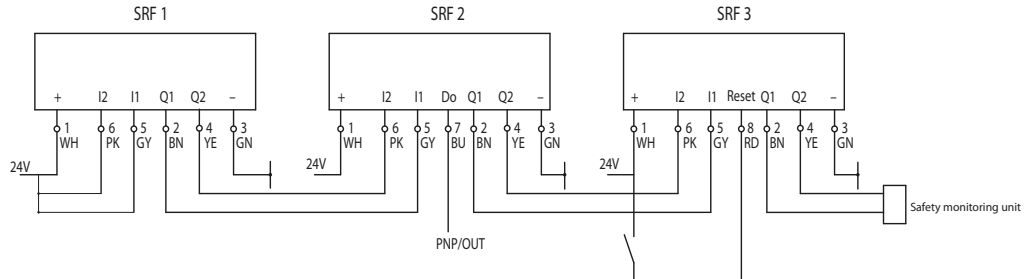 SRF 1
SRF 2
SRF 3
+ I2 I1 Q1 Q2 –
+ I2 I1 Do Q1 Q2 –
+ I2 I1 Reset Q1 Q2 –
1 6 5 2 4 3
WH PK GY BN YE GN
1 6 5 7 2 4 3
WH PK GY BU BN YE GN
1 6 5 8 2 4 3
WH PK GY RD BN YE GN
24V
24V
24V
Safety monitoring unit
PNP/OUT